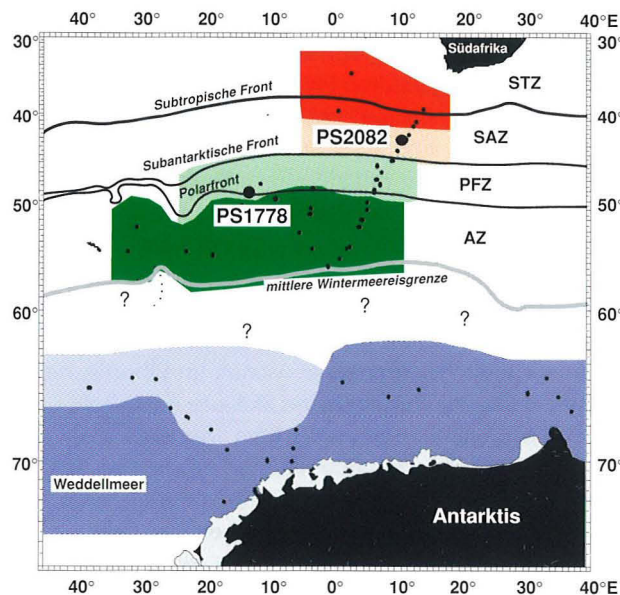 40° 30° 20° 10° 0° 10° 20° 30° 40°E
30° 30°
Südafrika
STZ
40° 40°
Subtropische Front
PS2082
SAZ
Subantarktische Front
PFZ
Polarfront
50° 50°
PS1778
AZ
mittlere Wintermeereisgrenze
? ? ?
60° 60°
?
70° 70°
Weddellmeer
Antarktis
40° 30° 20° 10° 0° 10° 20° 30° 40°E